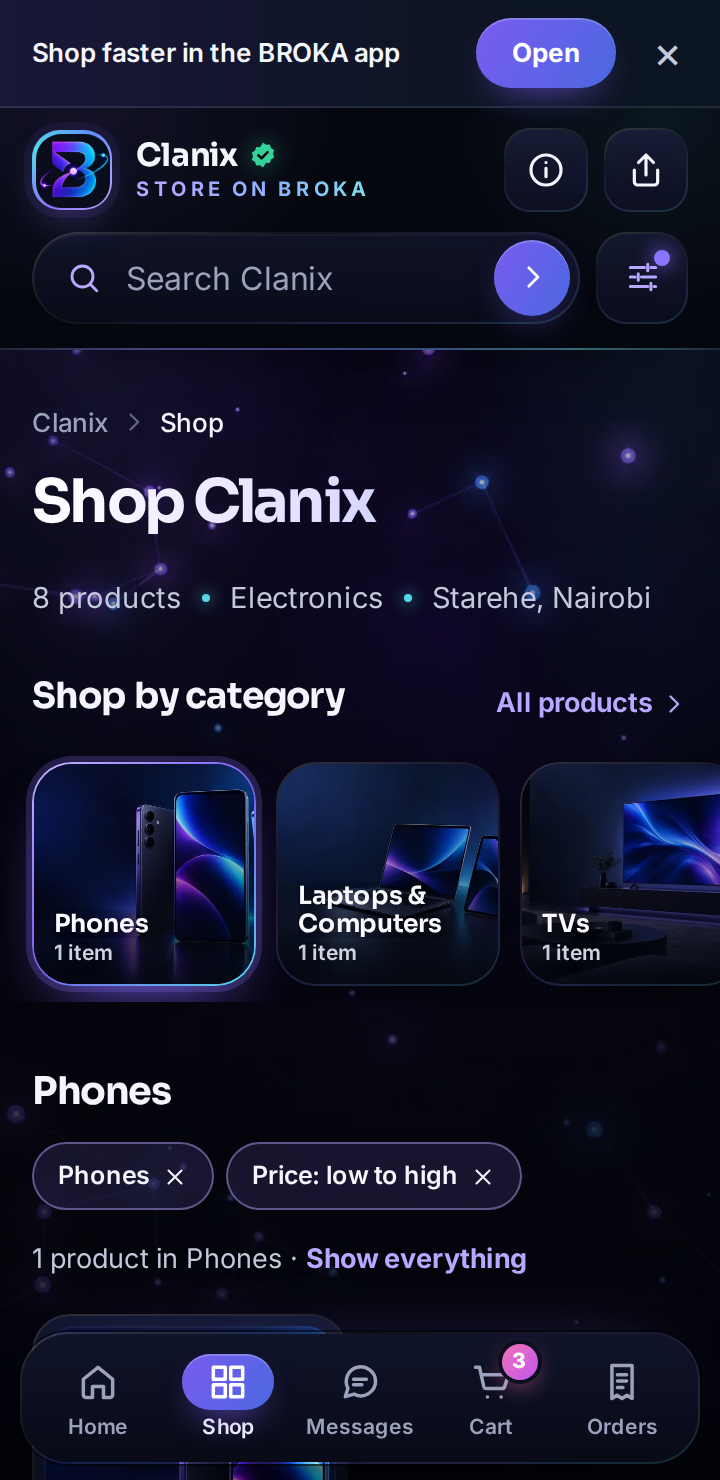 Shop faster in the BROKA app
Open
Clanix
STORE ON BROKA
Search Clanix
Clanix > Shop
Shop Clanix
8 products • Electronics • Starehe, Nairobi
Shop by category
All products >
Phones
1 item
Laptops &
Computers
1 item
TVs
1 item
Phones
Phones ×
Price: low to high ×
1 product in Phones · Show everything
3
Home
Shop
Messages
Cart
Orders